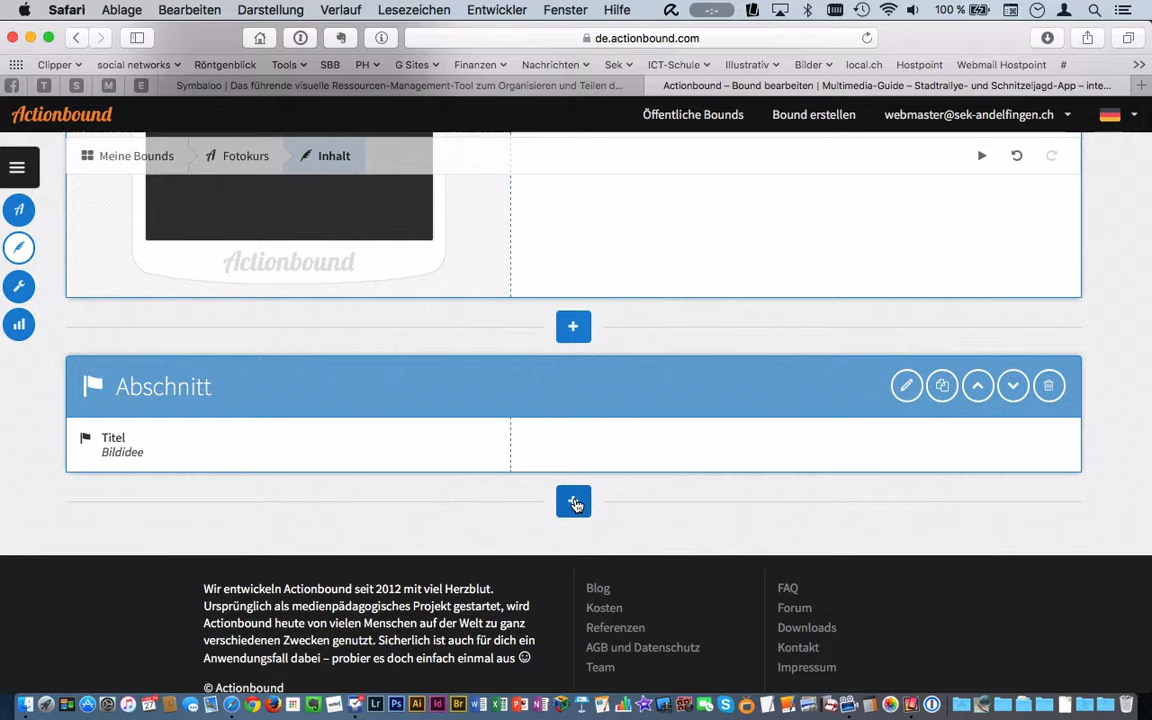 Safari Ablage Bearbeiten Darstellung Verlauf Lesezeichen Entwickler Fenster Hilfe 100 %
de.actionbound.com
Clipper social networks Röntgenblick Tools SBB PH G Sites Finanzen Nachrichten Sek ICT-Schule Illustrativ Bilder local.ch Hostpoint Webmail Hostpoint # >>
T S M E Symbaloo | Das führende visuelle Ressourcen-Management-Tool zum Organisieren und Teilen d... Actionbound – Bound bearbeiten | Multimedia-Guide – Stadtrallye- und Schnitzeljagd-App – inte...
Actionbound Öffentliche Bounds Bound erstellen webmaster@sek-andelfingen.ch
Meine Bounds Fotokurs Inhalt
Actionbound
Abschnitt
Titel
Bildidee
Wir entwickeln Actionbound seit 2012 mit viel Herzblut.
Ursprünglich als medienpädagogisches Projekt gestartet, wird
Actionbound heute von vielen Menschen auf der Welt zu ganz
verschiedenen Zwecken genutzt. Sicherlich ist auch für dich ein
Anwendungsfall dabei – probier es doch einfach einmal aus ☺
© Actionbound
Blog
Kosten
Referenzen
AGB und Datenschutz
Team
FAQ
Forum
Downloads
Kontakt
Impressum
Lr Ps Ai Id Br